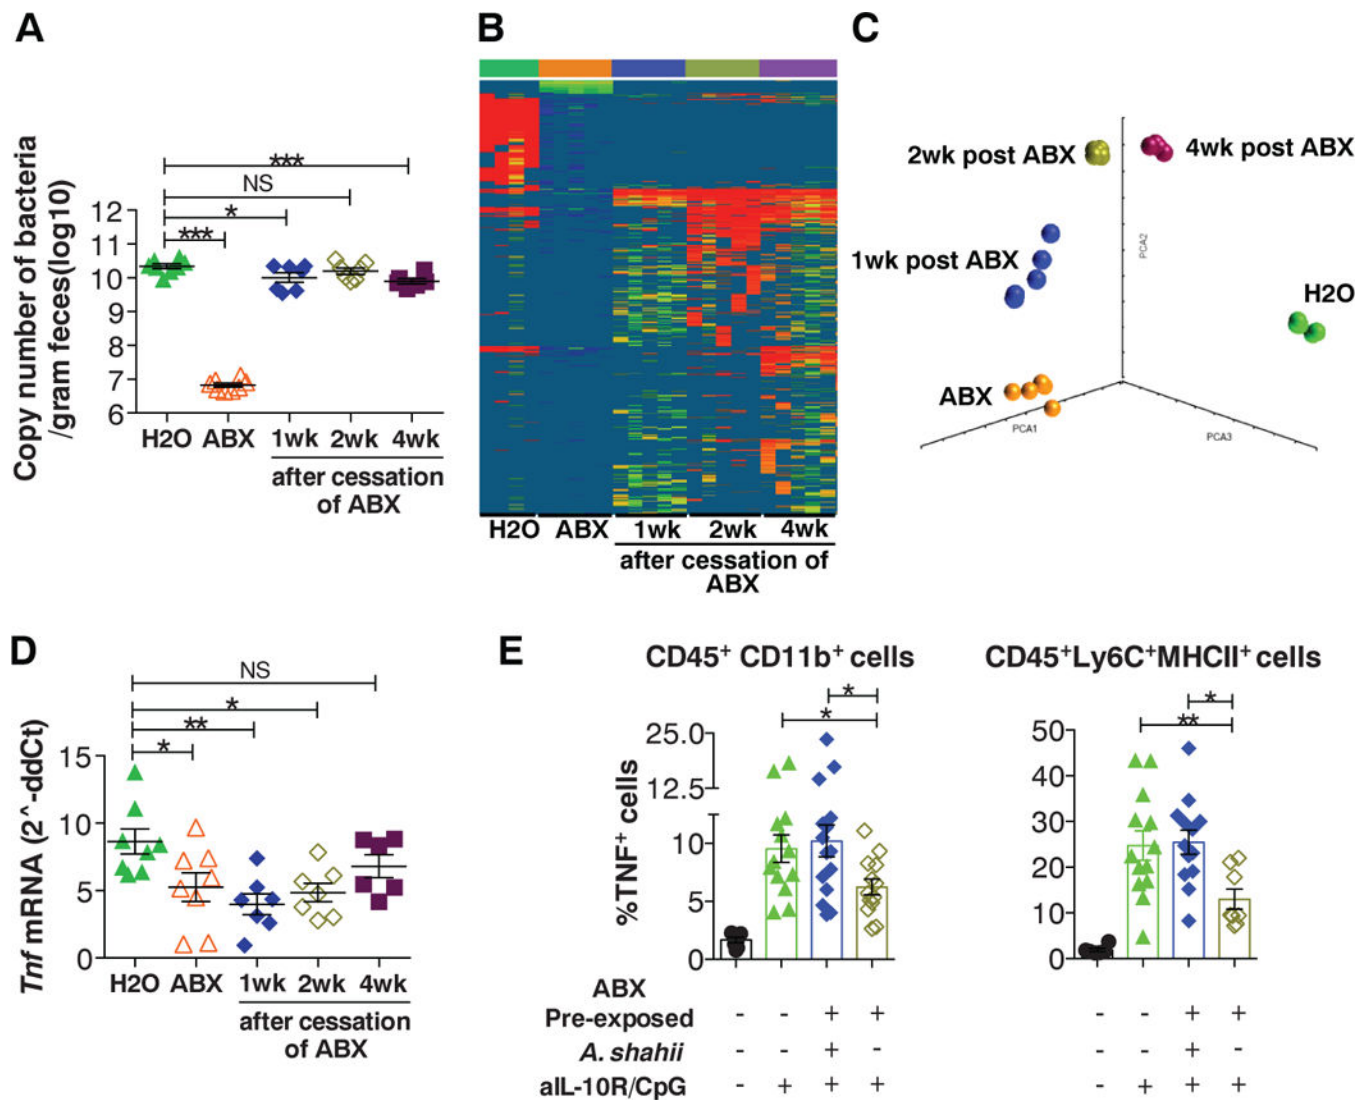 A
B
C
Copy number of bacteria
/gram feces(log10)
***
NS
*
***
12
11
10
9
8
7
6
H2O ABX 1wk 2wk 4wk
after cessation
of ABX
H2O ABX 1wk 2wk 4wk
after cessation of
ABX
2wk post ABX
4wk post ABX
1wk post ABX
H2O
ABX
PCA1
PCA2
PCA3
D
Tnf mRNA (2^-ddCt)
NS
*
**
*
15
10
5
0
H2O ABX 1wk 2wk 4wk
after cessation
of ABX
E
CD45+ CD11b+ cells
%TNF+ cells
*
*
25.0
12.5
10
5
0
CD45+Ly6C+MHCII+ cells
*
**
50
40
30
20
10
0
ABX
Pre-exposed - - + + - - + +
A. shahii - - + - - - + -
aIL-10R/CpG - + + + - + + +